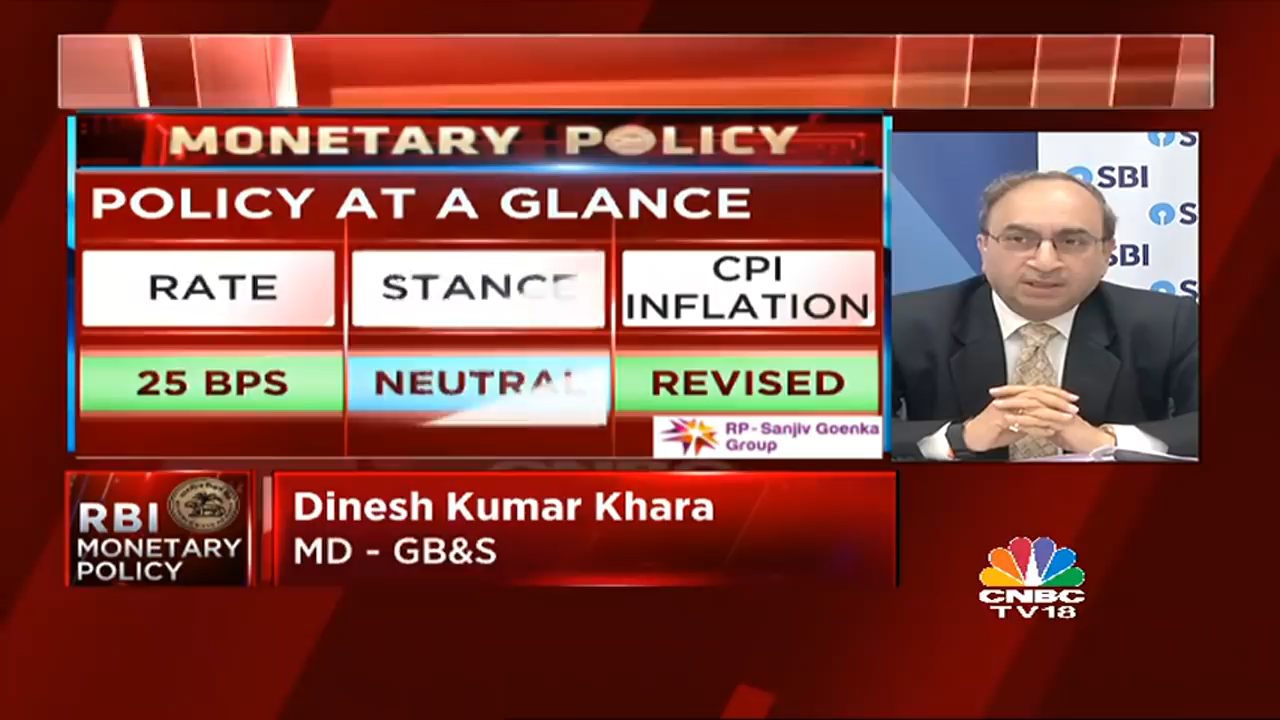 MONETARY POLICY
POLICY AT A GLANCE
RATE
STANCE
CPI
INFLATION
25 BPS
NEUTRAL
REVISED
RP-Sanjiv Goenka
Group
S
SBI
S
SBI
S
RBI
MONETARY
POLICY
Dinesh Kumar Khara
MD - GB&S
CNBC
TV18